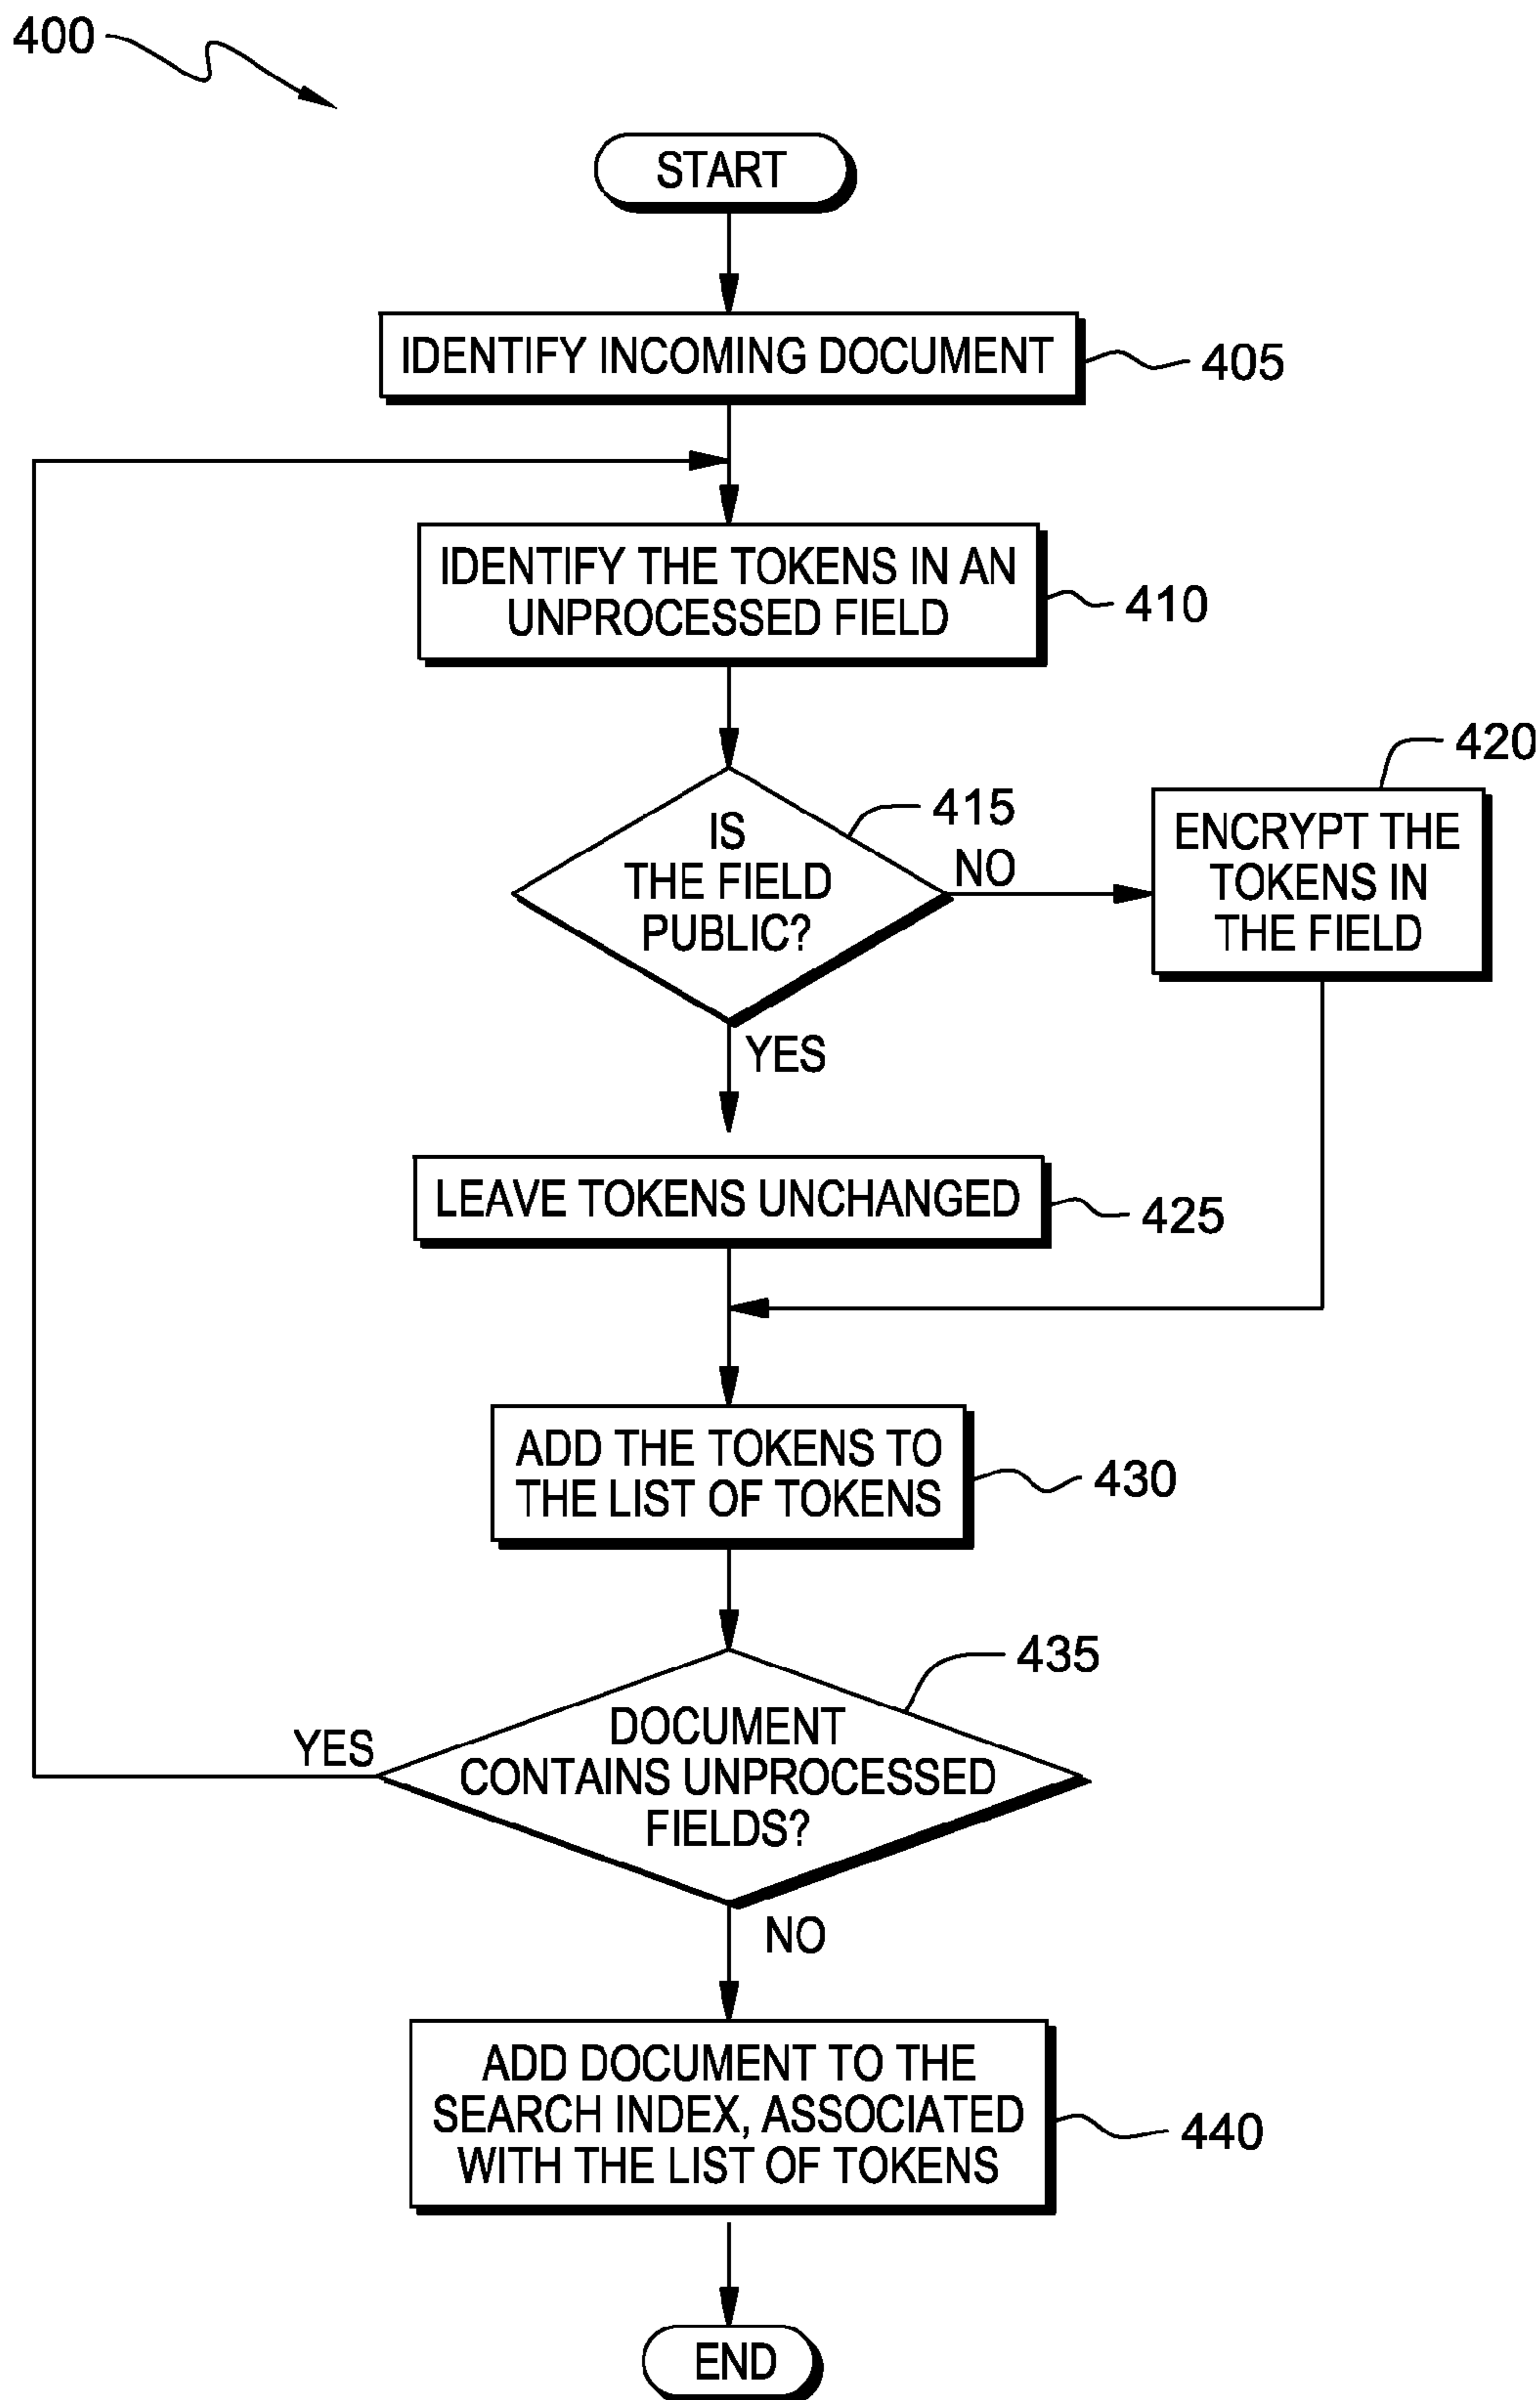 400
START
IDENTIFY INCOMING DOCUMENT
405
IDENTIFY THE TOKENS IN AN
UNPROCESSED FIELD
410
IS
THE FIELD
PUBLIC?
415
NO
420
ENCRYPT THE
TOKENS IN
THE FIELD
YES
LEAVE TOKENS UNCHANGED
425
ADD THE TOKENS TO
THE LIST OF TOKENS
430
435
DOCUMENT
CONTAINS UNPROCESSED
FIELDS?
YES
NO
ADD DOCUMENT TO THE
SEARCH INDEX, ASSOCIATED
WITH THE LIST OF TOKENS
440
END